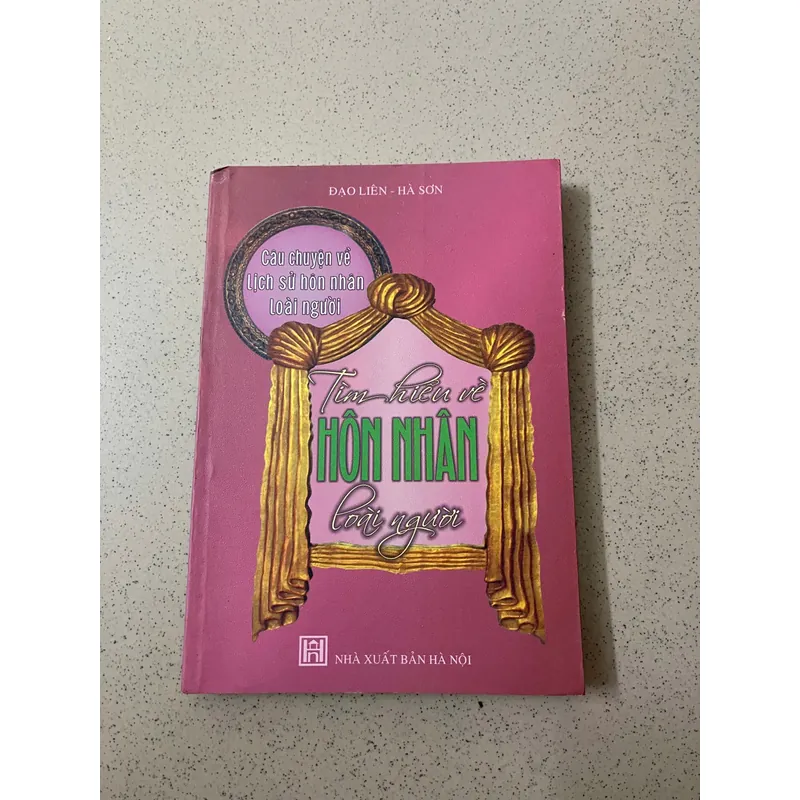 ĐẠO LIÊN - HÀ SƠN
Câu chuyện về
lịch sử hôn nhân
loài người
Tìm hiểu về
HÔN NHÂN
loài người
NHÀ XUẤT BẢN HÀ NỘI